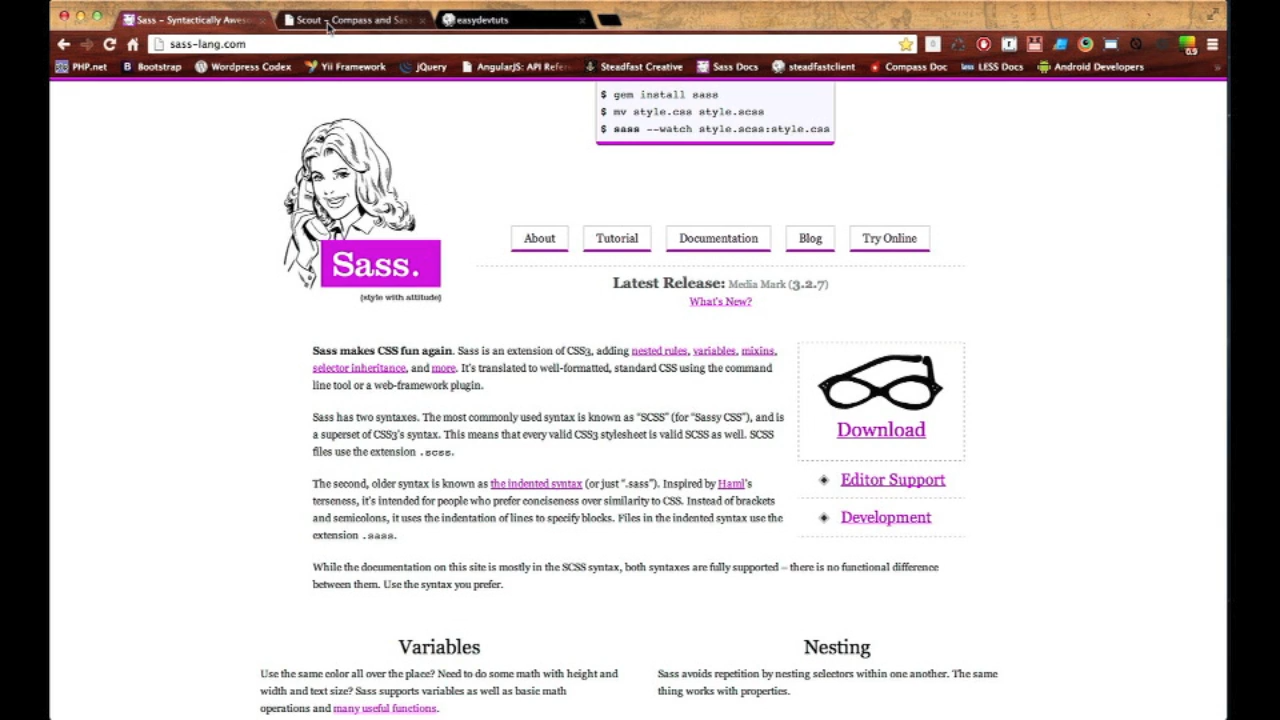 Sass – Syntactically Aweso
Scout – Compass and Sass
easydevtuts
sass-lang.com
PHP.net
Bootstrap
Wordpress Codex
Yii Framework
jQuery
AngularJS: API Refere
Steadfast Creative
Sass Docs
steadfastclient
Compass Doc
LESS Docs
Android Developers
$ gem install sass
$ mv style.css style.scss
$ sass --watch style.scss:style.css
Sass.
{style with attitude}
About
Tutorial
Documentation
Blog
Try Online
Latest Release: Media Mark (3.2.7)
What's New?
Sass makes CSS fun again. Sass is an extension of CSS3, adding nested rules, variables, mixins,
selector inheritance, and more. It's translated to well-formatted, standard CSS using the command
line tool or a web-framework plugin.
Sass has two syntaxes. The most commonly used syntax is known as “SCSS” (for “Sassy CSS”), and is
a superset of CSS3's syntax. This means that every valid CSS3 stylesheet is valid SCSS as well. SCSS
files use the extension .scss.
The second, older syntax is known as the indented syntax (or just “.sass”). Inspired by Haml's
terseness, it's intended for people who prefer conciseness over similarity to CSS. Instead of brackets
and semicolons, it uses the indentation of lines to specify blocks. Files in the indented syntax use the
extension .sass.
While the documentation on this site is mostly in the SCSS syntax, both syntaxes are fully supported – there is no functional difference
between them. Use the syntax you prefer.
Download
Editor Support
Development
Variables
Use the same color all over the place? Need to do some math with height and
width and text size? Sass supports variables as well as basic math
operations and many useful functions.
Nesting
Sass avoids repetition by nesting selectors within one another. The same
thing works with properties.